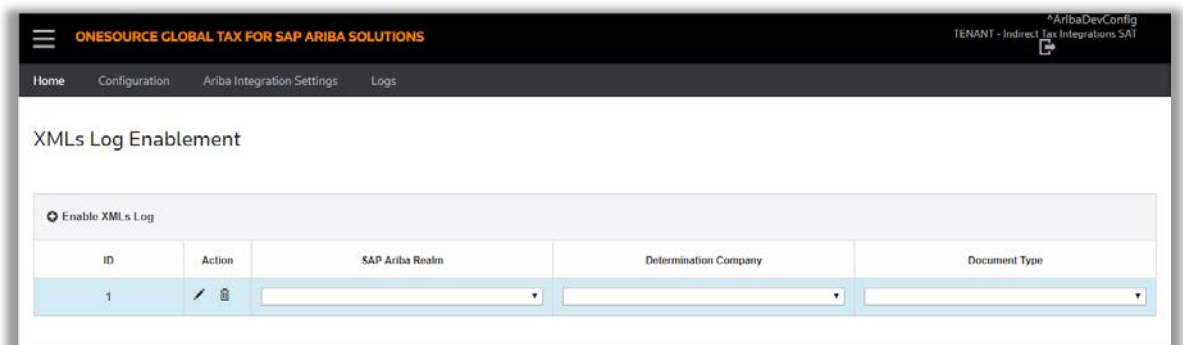 ^AribaDevConfig
ONESOURCE GLOBAL TAX FOR SAP ARIBA SOLUTIONS
TENANT - Indirect Tax Integrations SAT
Home Configuration Ariba Integration Settings Logs
XMLs Log Enablement
Enable XMLs Log
ID Action SAP Ariba Realm Determination Company Document Type
1